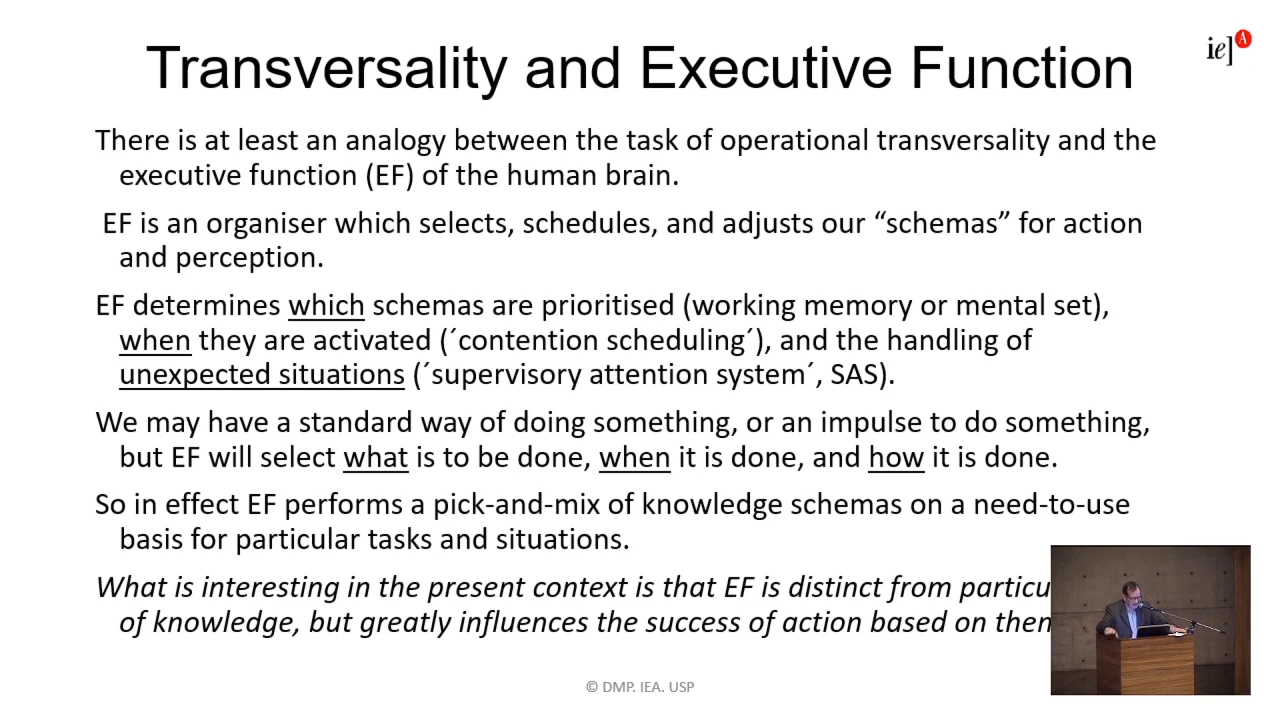 Transversality and Executive Function
ie] A
There is at least an analogy between the task of operational transversality and the
executive function (EF) of the human brain.
EF is an organiser which selects, schedules, and adjusts our “schemas” for action
and perception.
EF determines which schemas are prioritised (working memory or mental set),
when they are activated (´contention scheduling´), and the handling of
unexpected situations (´supervisory attention system´, SAS).
We may have a standard way of doing something, or an impulse to do something,
but EF will select what is to be done, when it is done, and how it is done.
So in effect EF performs a pick-and-mix of knowledge schemas on a need-to-use
basis for particular tasks and situations.
What is interesting in the present context is that EF is distinct from
of knowledge, but greatly influences the success of action based on
© DMP. IEA. USP